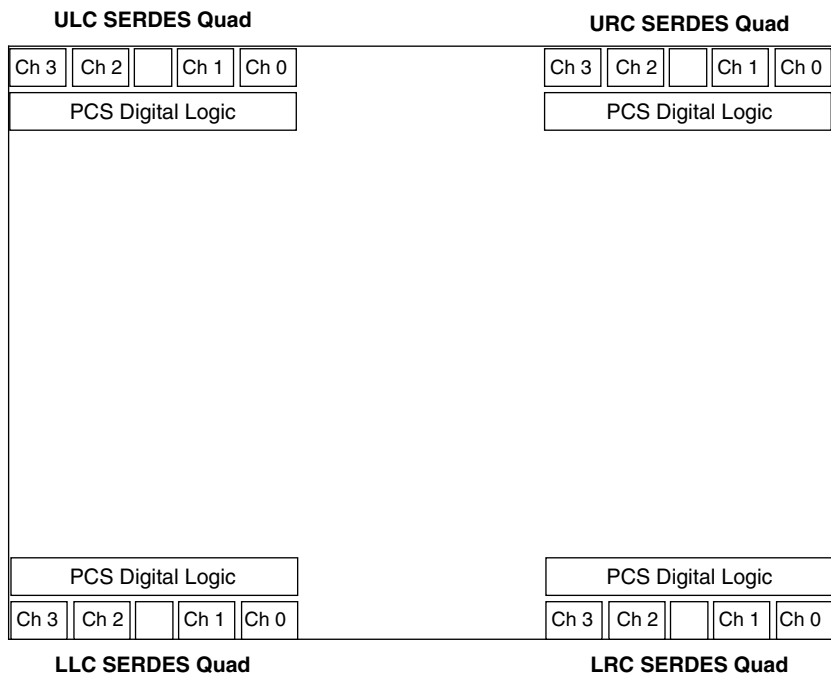 ULC SERDES Quad
URC SERDES Quad
Ch 3 Ch 2 Ch 1 Ch 0
Ch 3 Ch 2 Ch 1 Ch 0
PCS Digital Logic
PCS Digital Logic
PCS Digital Logic
PCS Digital Logic
Ch 3 Ch 2 Ch 1 Ch 0
Ch 3 Ch 2 Ch 1 Ch 0
LLC SERDES Quad
LRC SERDES Quad